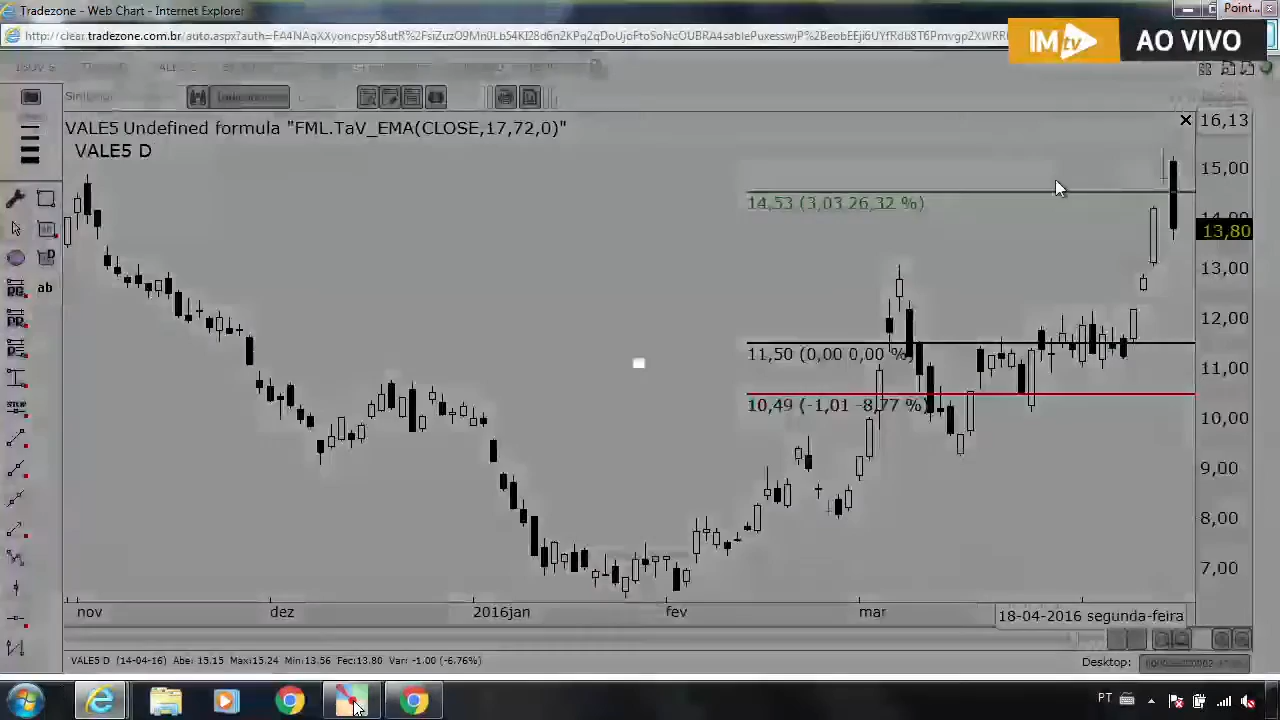 Tradezone - Web Chart - Internet Explorer
Point...
IM tv
AO VIVO
VALE5 Undefined formula "FML.TaV_EMA(CLOSE,17,72,0)"
VALE5 D
16,13
15,00
14,53 (3,03 26,32 %)
14,00
13,80
13,00
12,00
11,50 (0,00 0,00 %)
11,00
10,49 (-1,01 -8,77 %)
10,00
9,00
8,00
7,00
ab
nov
dez
2016jan
fev
mar
18-04-2016 segunda-feira
VALE5 D (14-04-16) Abe: 15.15 Max:15.24 Min:13.56 Fec:13.80 Var: -1.00 (-6.76%)
Desktop:
PT